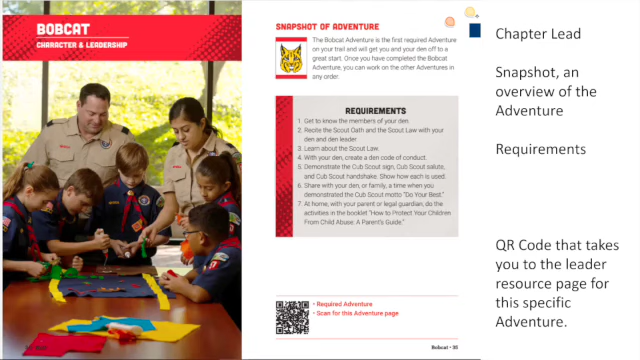 BOBCAT
CHARACTER & LEADERSHIP
SNAPSHOT OF ADVENTURE
The Bobcat Adventure is the first required Adventure
on your trail and will get you and your den off to a
great start. Once you have completed the Bobcat
Adventure, you can work on the other Adventures in
any order.
REQUIREMENTS
1. Get to know the members of your den.
2. Recite the Scout Oath and the Scout Law with your
den and den leader.
3. Learn about the Scout Law.
4. With your den, create a den code of conduct.
5. Demonstrate the Cub Scout sign, Cub Scout salute,
and Cub Scout handshake. Show how each is used.
6. Share with your den, or family, a time when you
demonstrated the Cub Scout motto "Do Your Best."
7. At home, with your parent or legal guardian, do the
activities in the booklet "How to Protect Your Children
From Child Abuse: A Parent's Guide."
• Required Adventure
• Scan for this Adventure page
Bobcat • 35
Chapter Lead
Snapshot, an
overview of the
Adventure
Requirements
QR Code that takes
you to the leader
resource page for
this specific
Adventure.